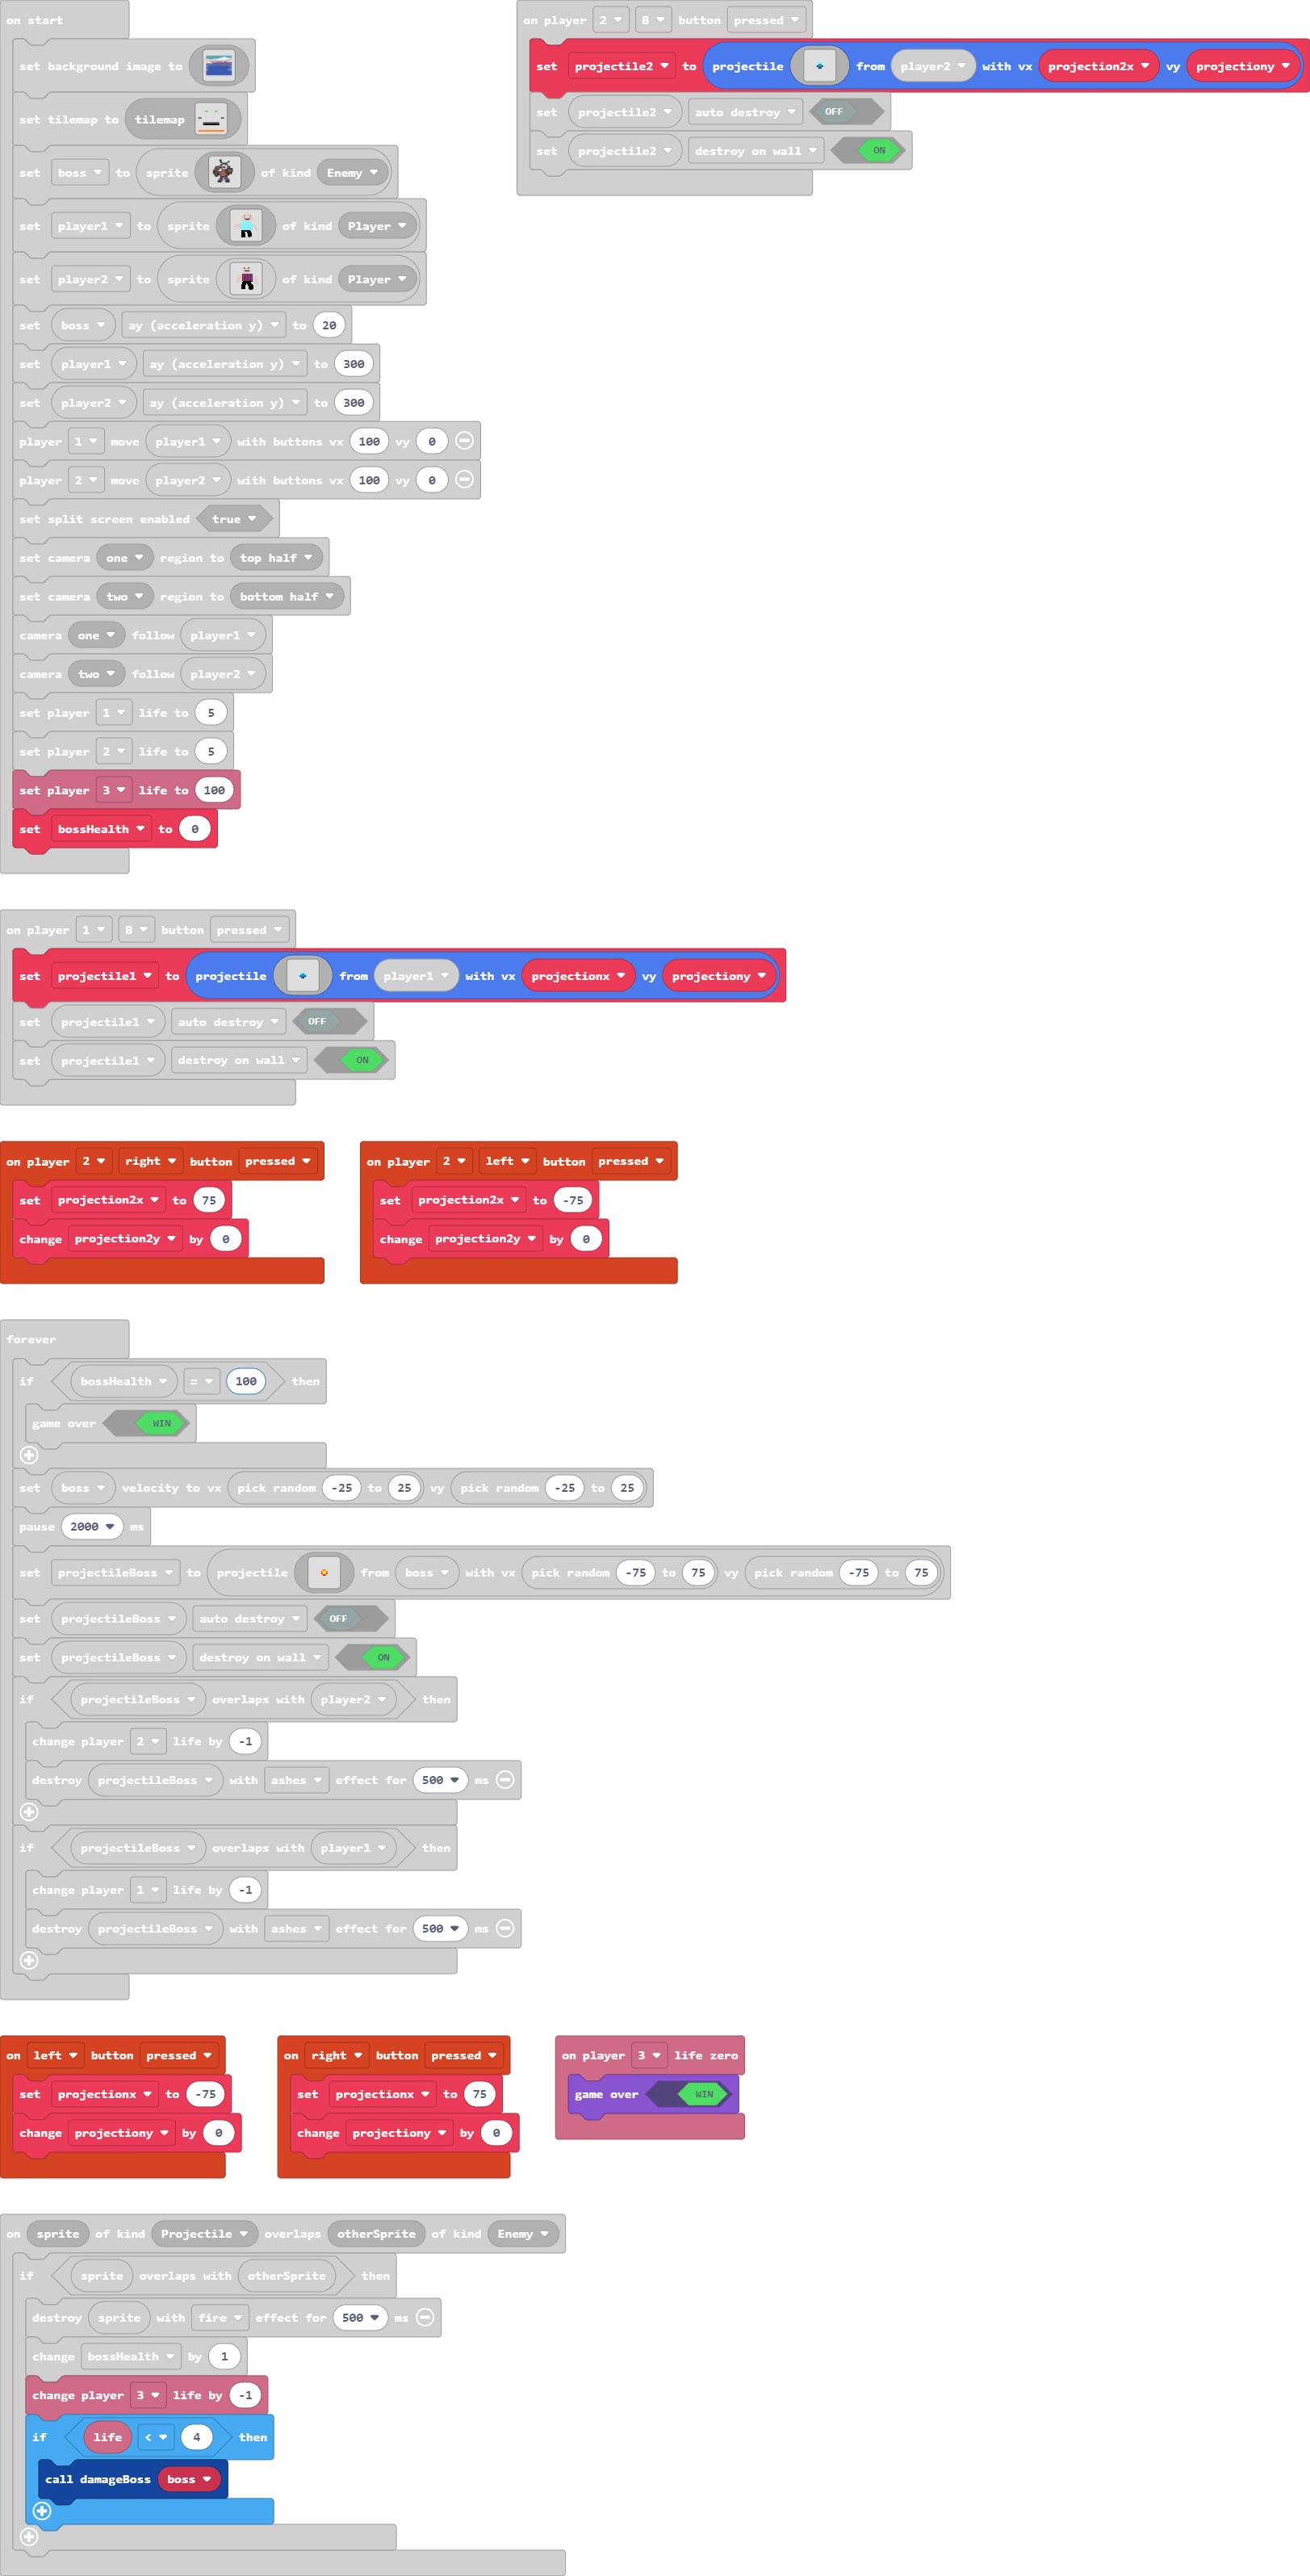 on start
set background image to
set tilemap to tilemap
set boss to sprite of kind Enemy
set player1 to sprite of kind Player
set player2 to sprite of kind Player
set boss ay (acceleration y) to 20
set player1 ay (acceleration y) to 300
set player2 ay (acceleration y) to 300
player 1 move player1 with buttons vx 100 vy 0
player 2 move player2 with buttons vx 100 vy 0
set split screen enabled true
set camera one region to top half
set camera two region to bottom half
camera one follow player1
camera two follow player2
set player 1 life to 5
set player 2 life to 5
set player 3 life to 100
set bossHealth to 0
on player 2 B button pressed
set projectile2 to projectile from player2 with vx projection2x vy projectiony
set projectile2 auto destroy OFF
set projectile2 destroy on wall ON
on player 1 B button pressed
set projectile1 to projectile from player1 with vx projectionx vy projectiony
set projectile1 auto destroy OFF
set projectile1 destroy on wall ON
on player 2 right button pressed
set projection2x to 75
change projection2y by 0
on player 2 left button pressed
set projection2x to -75
change projection2y by 0
forever
if bossHealth = 100 then
game over WIN
set boss velocity to vx pick random -25 to 25 vy pick random -25 to 25
pause 2000 ms
set projectileBoss to projectile from boss with vx pick random -75 to 75 vy pick random -75 to 75
set projectileBoss auto destroy OFF
set projectileBoss destroy on wall ON
if projectileBoss overlaps with player2 then
change player 2 life by -1
destroy projectileBoss with ashes effect for 500 ms
if projectileBoss overlaps with player1 then
change player 1 life by -1
destroy projectileBoss with ashes effect for 500 ms
on left button pressed
set projectionx to -75
change projectiony by 0
on right button pressed
set projectionx to 75
change projectiony by 0
on player 3 life zero
game over WIN
on sprite of kind Projectile overlaps otherSprite of kind Enemy
if sprite overlaps with otherSprite then
destroy sprite with fire effect for 500 ms
change bossHealth by 1
change player 3 life by -1
if life < 4 then
call damageBoss boss